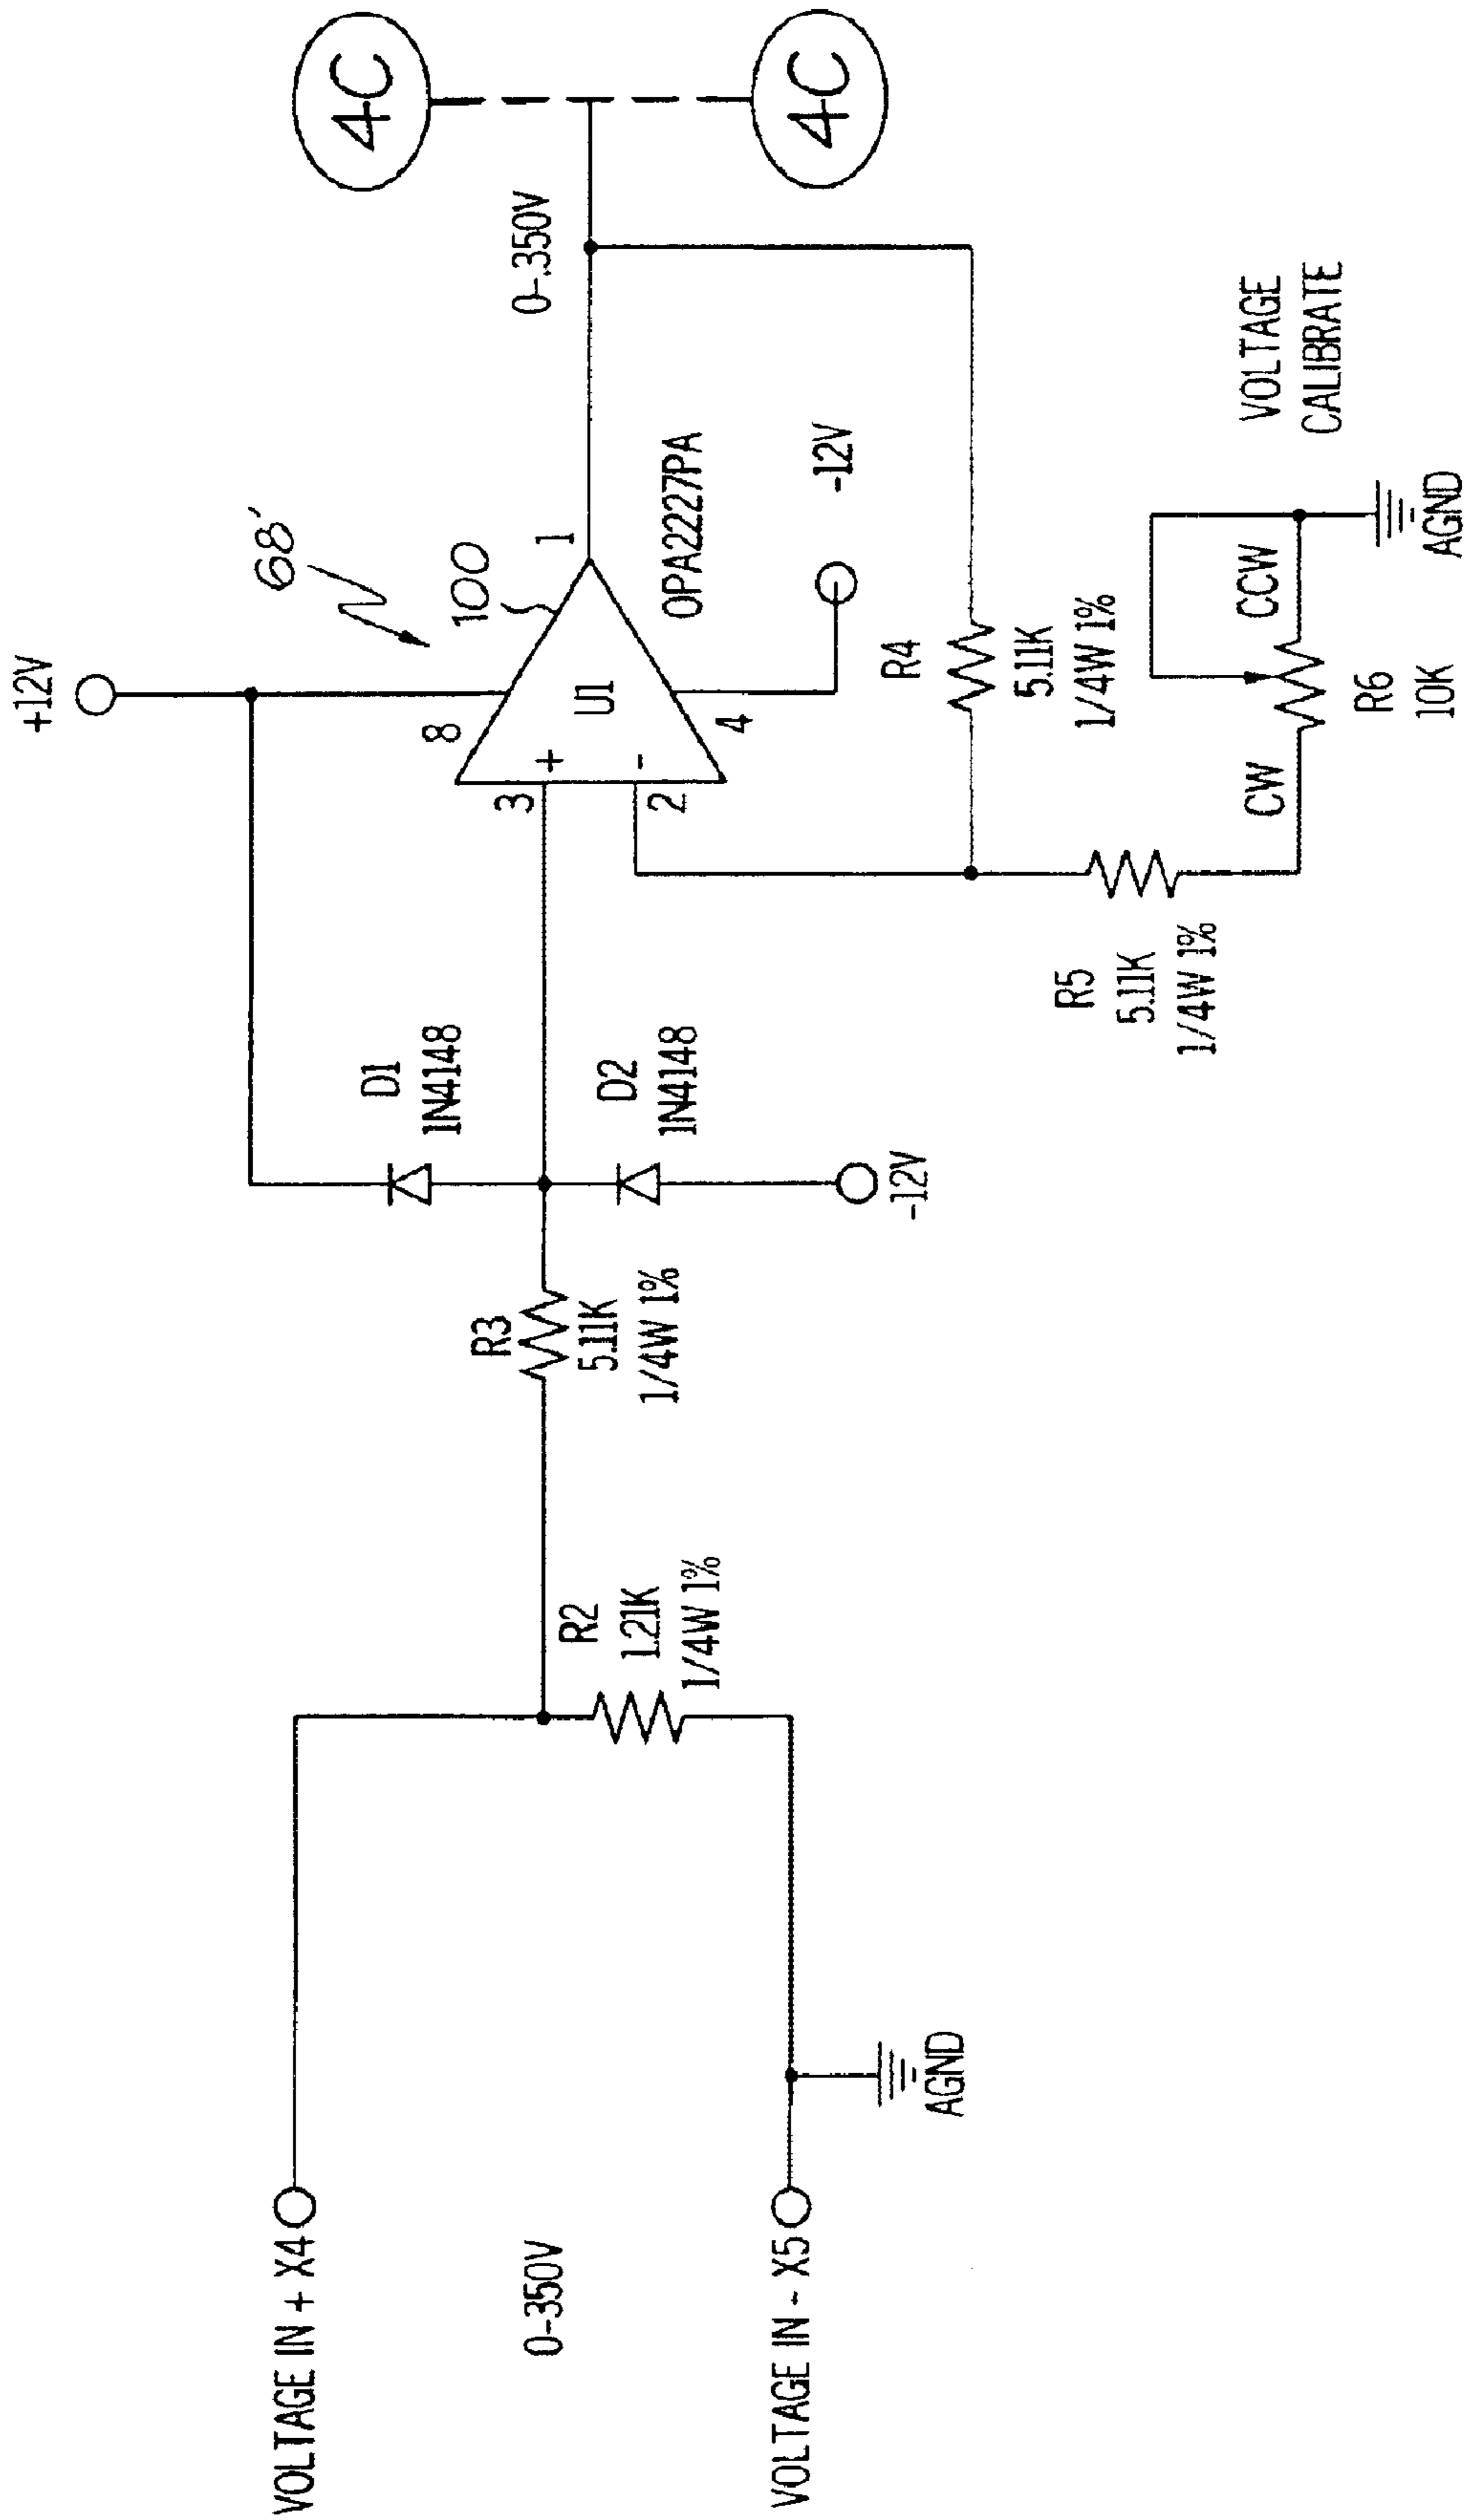 +12V
4C
68'
100
8
1
0-.350V
3
+
U1
-
2
4
OPA2227PA
-12V
4C
D1
1N4148
D2
1N4148
-12V
R3
5.11K
1/4W 1%
R2
1.21K
1/4W 1%
R4
5.11K
1/4W 1%
R5
5.11K
1/4W 1%
CW
CCW
R6
10K
AGND
VOLTAGE
CALIBRATE
VOLTAGE IN + X4
0-350V
VOLTAGE IN - X5
AGND